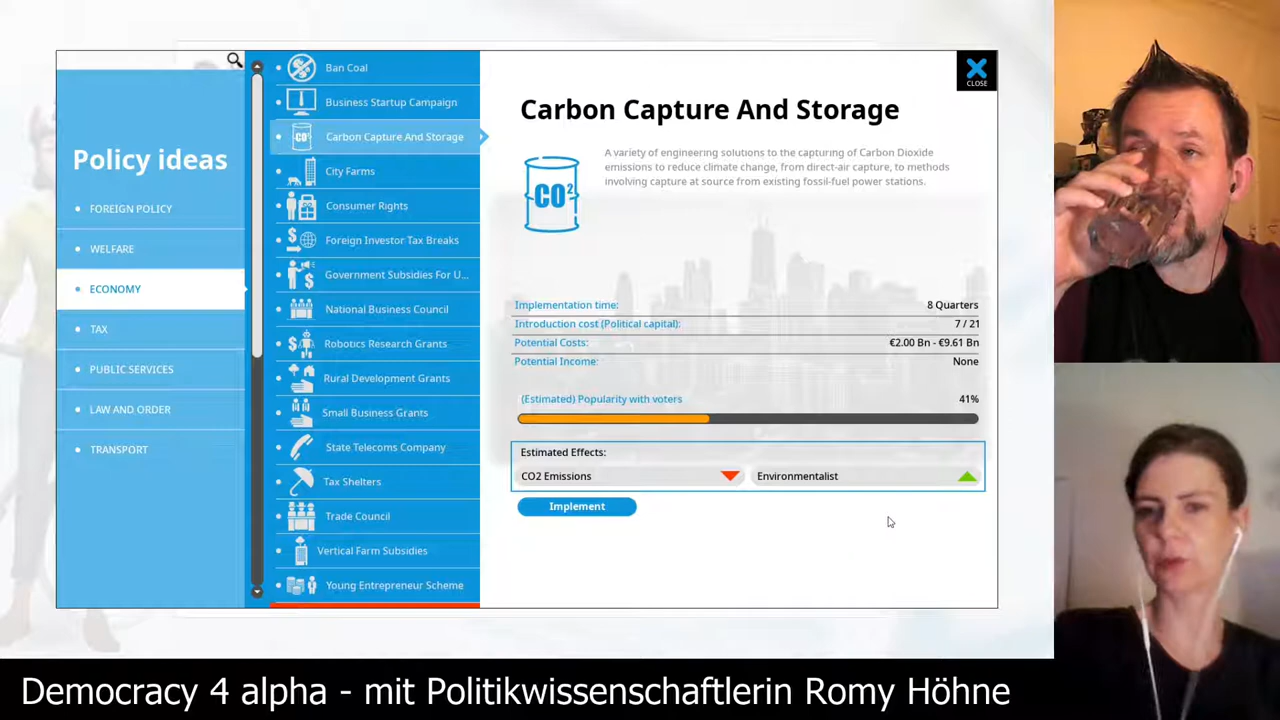 Policy ideas
FOREIGN POLICY
WELFARE
ECONOMY
TAX
PUBLIC SERVICES
LAW AND ORDER
TRANSPORT
Ban Coal
Business Startup Campaign
Carbon Capture And Storage
City Farms
Consumer Rights
Foreign Investor Tax Breaks
Government Subsidies For U...
National Business Council
Robotics Research Grants
Rural Development Grants
Small Business Grants
State Telecoms Company
Tax Shelters
Trade Council
Vertical Farm Subsidies
Young Entrepreneur Scheme
CLOSE
Carbon Capture And Storage
CO2
A variety of engineering solutions to the capturing of Carbon Dioxide
emissions to reduce climate change, from direct-air capture, to methods
involving capture at source from existing fossil-fuel power stations.
Implementation time: 8 Quarters
Introduction cost (Political capital): 7 / 21
Potential Costs: €2.00 Bn - €9.61 Bn
Potential Income: None
(Estimated) Popularity with voters 41%
Estimated Effects:
CO2 Emissions Environmentalist
Implement
Democracy 4 alpha - mit Politikwissenschaftlerin Romy Höhne